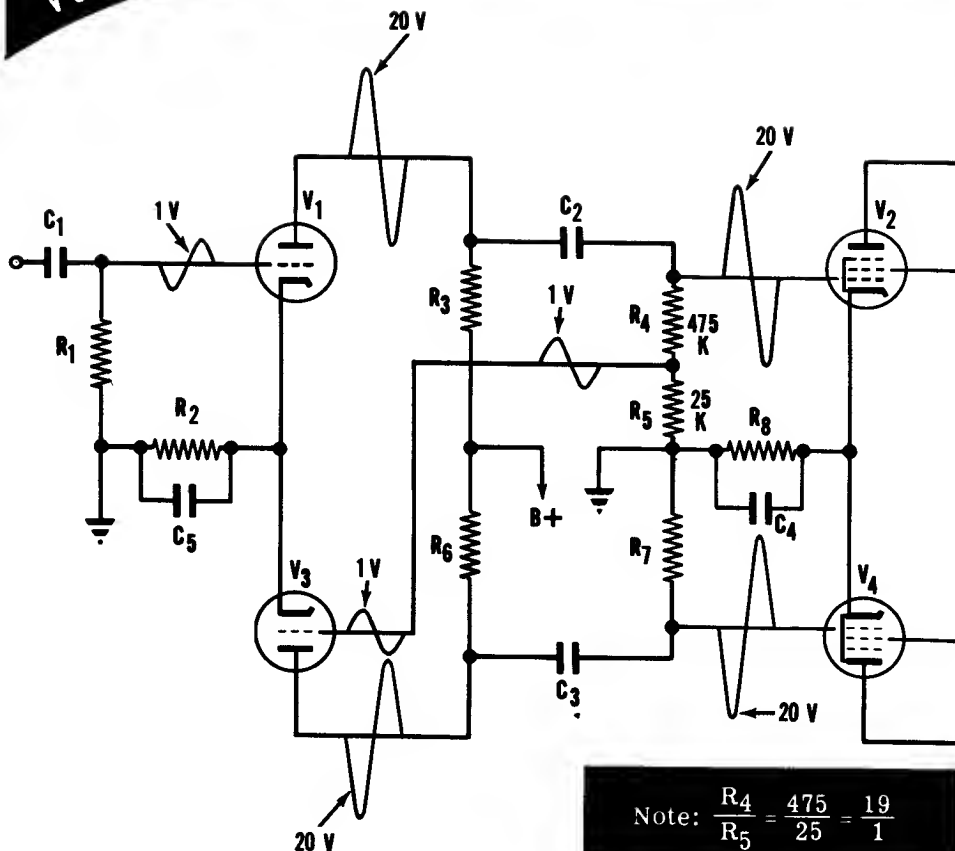 20 V
20 V
C1
1 V
V1
C2
V2
R3
1 V
R4
475
K
R1
R5
25
K
R2
R8
B+
C5
R6
R7
C4
V3
1 V
V4
C3
20 V
20 V
Note: R4/R5 = 475/25 = 19/1